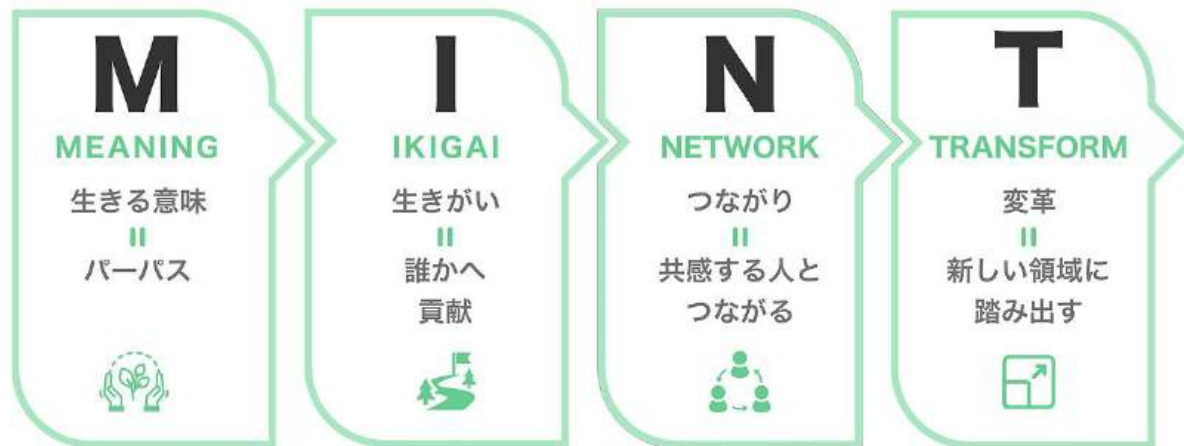 M
MEANING
生きる意味
=
パーパス
I
IKIGAI
生きがい
=
誰かへ
貢献
N
NETWORK
つながり
=
共感する人と
つながる
T
TRANSFORM
変革
=
新しい領域に
踏み出す